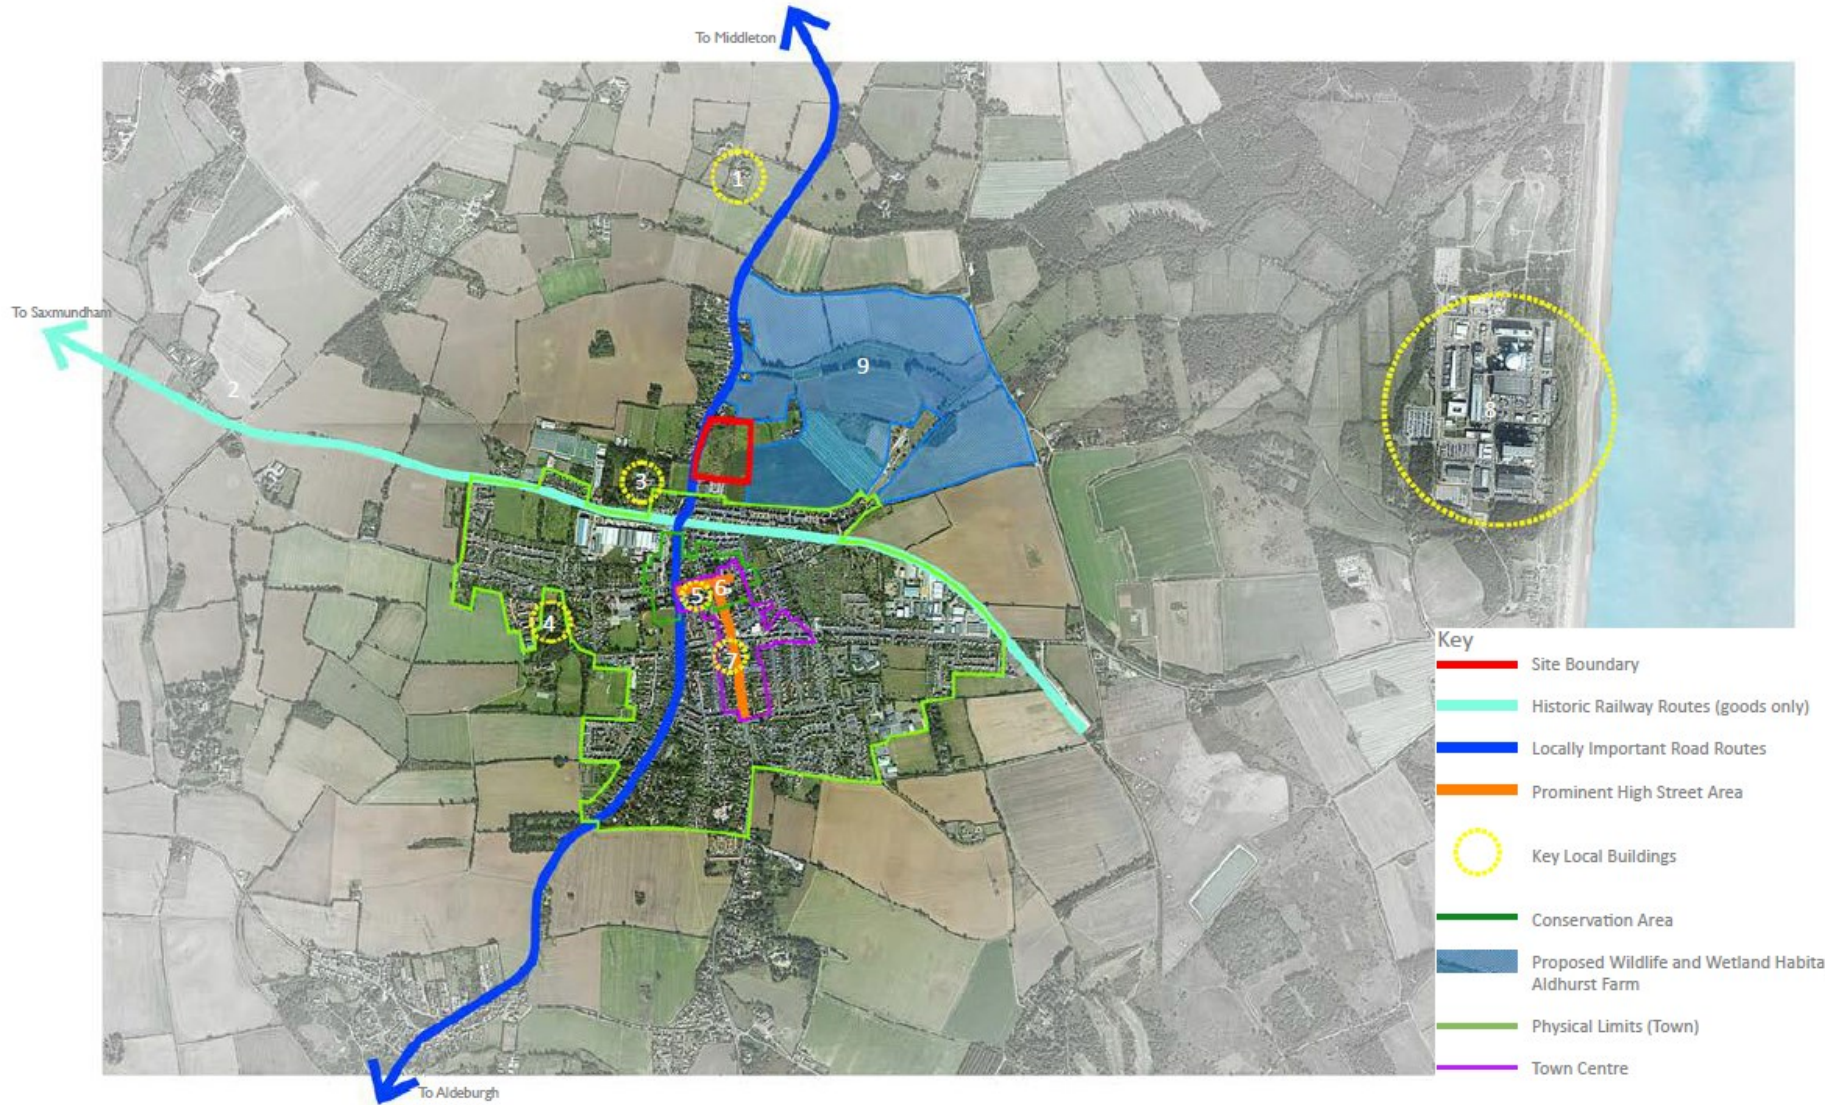 To Middleton
1
To Saxmundham
2
9
3
5
6
4
7
8
To Aldeburgh
Key
Site Boundary
Historic Railway Routes (goods only)
Locally Important Road Routes
Prominent High Street Area
Key Local Buildings
Conservation Area
Proposed Wildlife and Wetland Habita
Aldhurst Farm
Physical Limits (Town)
Town Centre